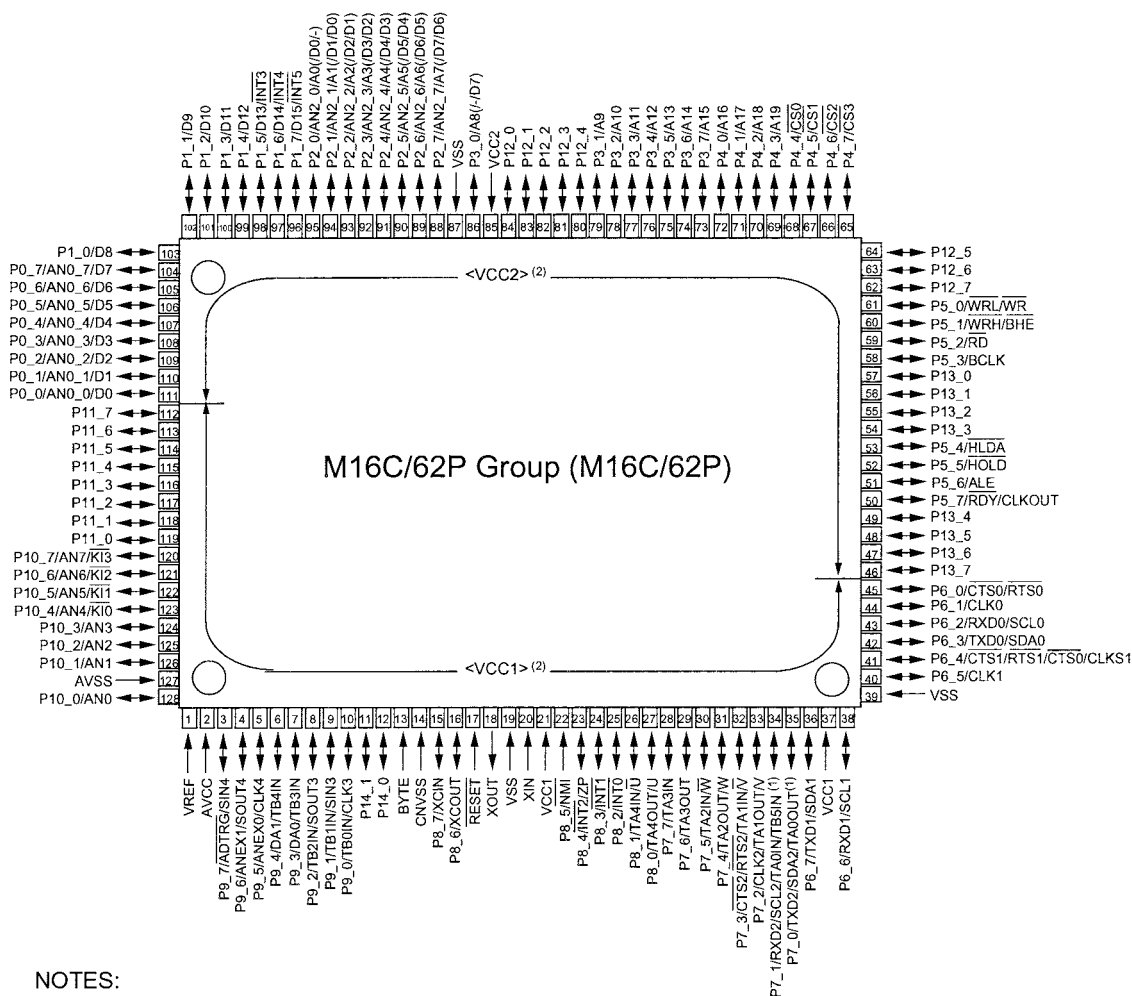 P1_1/D9
P1_2/D10
P1_3/D11
P1_4/D12
P1_5/D13/INT3
P1_6/D14/INT4
P1_7/D15/INT5
P2_0/AN2_0/A0(/D0/-)
P2_1/AN2_1/A1(/D1/D0)
P2_2/AN2_2/A2(/D2/D1)
P2_3/AN2_3/A3(/D3/D2)
P2_4/AN2_4/A4(/D4/D3)
P2_5/AN2_5/A5(/D5/D4)
P2_6/AN2_6/A6(/D6/D5)
P2_7/AN2_7/A7(/D7/D6)
VSS
P3_0/A8(/-/D7)
VCC2
P12_0
P12_1
P12_2
P12_3
P12_4
P3_1/A9
P3_2/A10
P3_3/A11
P3_4/A12
P3_5/A13
P3_6/A14
P3_7/A15
P4_0/A16
P4_1/A17
P4_2/A18
P4_3/A19
P4_4/CS0
P4_5/CS1
P4_6/CS2
P4_7/CS3
102 101 100 99 98 97 96 95 94 93 92 91 90 89 88 87 86 85 84 83 82 81 80 79 78 77 76 75 74 73 72 71 70 69 68 67 66 65
P1_0/D8 103
P0_7/AN0_7/D7 104
P0_6/AN0_6/D6 105
P0_5/AN0_5/D5 106
P0_4/AN0_4/D4 107
P0_3/AN0_3/D3 108
P0_2/AN0_2/D2 109
P0_1/AN0_1/D1 110
P0_0/AN0_0/D0 111
P11_7 112
P11_6 113
P11_5 114
P11_4 115
P11_3 116
P11_2 117
P11_1 118
P11_0 119
P10_7/AN7/KI3 120
P10_6/AN6/KI2 121
P10_5/AN5/KI1 122
P10_4/AN4/KI0 123
P10_3/AN3 124
P10_2/AN2 125
P10_1/AN1 126
AVSS 127
P10_0/AN0 128
<VCC2> (2)
M16C/62P Group (M16C/62P)
<VCC1> (2)
64 P12_5
63 P12_6
62 P12_7
61 P5_0/WRL/WR
60 P5_1/WRH/BHE
59 P5_2/RD
58 P5_3/BCLK
57 P13_0
56 P13_1
55 P13_2
54 P13_3
53 P5_4/HLDA
52 P5_5/HOLD
51 P5_6/ALE
50 P5_7/RDY/CLKOUT
49 P13_4
48 P13_5
47 P13_6
46 P13_7
45 P6_0/CTS0/RTS0
44 P6_1/CLK0
43 P6_2/RXD0/SCL0
42 P6_3/TXD0/SDA0
41 P6_4/CTS1/RTS1/CTS0/CLKS1
40 P6_5/CLK1
39 VSS
1 2 3 4 5 6 7 8 9 10 11 12 13 14 15 16 17 18 19 20 21 22 23 24 25 26 27 28 29 30 31 32 33 34 35 36 37 38
VREF
AVCC
P9_7/ADTRG/SIN4
P9_6/ANEX1/SOUT4
P9_5/ANEX0/CLK4
P9_4/DA1/TB4IN
P9_3/DA0/TB3IN
P9_2/TB2IN/SOUT3
P9_1/TB1IN/SIN3
P9_0/TB0IN/CLK3
P14_1
P14_0
BYTE
CNVSS
P8_7/XCIN
P8_6/XCOUT
RESET
XOUT
VSS
XIN
VCC1
P8_5/NMI
P8_4/INT2/ZP
P8_3/INT1
P8_2/INT0
P8_1/TA4IN/U
P8_0/TA4OUT/U
P7_7/TA3IN
P7_6/TA3OUT
P7_5/TA2IN/W
P7_4/TA2OUT/W
P7_3/CTS2/RTS2/TA1IN/V
P7_2/CLK2/TA1OUT/V
P7_1/RXD2/SCL2/TA0IN/TB5IN (1)
P7_0/TXD2/SDA2/TA0OUT (1)
P6_7/TXD1/SDA1
VCC1
P6_6/RXD1/SCL1
NOTES: